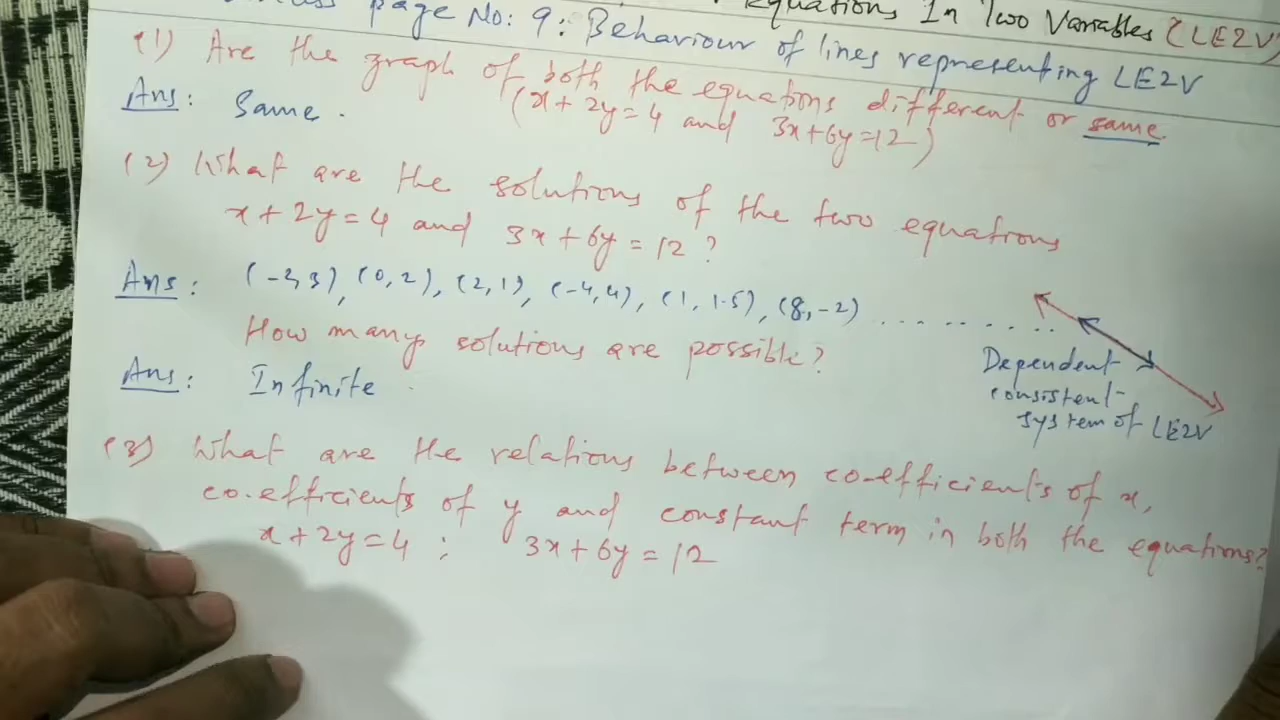 Equations In Two Variables (LE2V)
page No: 9: Behaviour of lines representing LE2V
(1) Are the graph of both the equations different or same
(x + 2y = 4 and 3x + 6y = 12)
Ans: Same.
(2) What are the solutions of the two equations
x + 2y = 4 and 3x + 6y = 12?
Ans: (-2,3), (0,2), (2,1), (-4,4), (1, 1.5), (8,-2) ...........
How many solutions are possible?
Ans: Infinite.
Dependent
consistent
system of LE2V
(3) What are the relations between co-efficients of x,
co-efficients of y and constant term in both the equations?
x + 2y = 4 ; 3x + 6y = 12